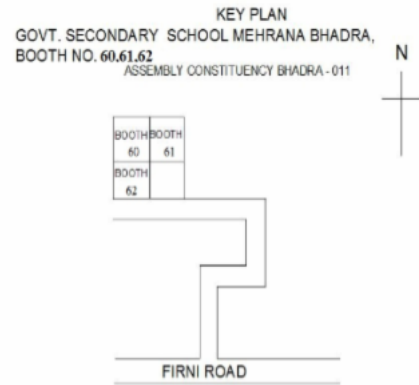 KEY PLAN
GOVT. SECONDARY SCHOOL MEHRANA BHADRA,
BOOTH NO. 60,61,62
N
ASSEMBLY CONSTITUENCY BHADRA - 011
BOOTH 60
BOOTH 61
BOOTH 62
FIRNI ROAD